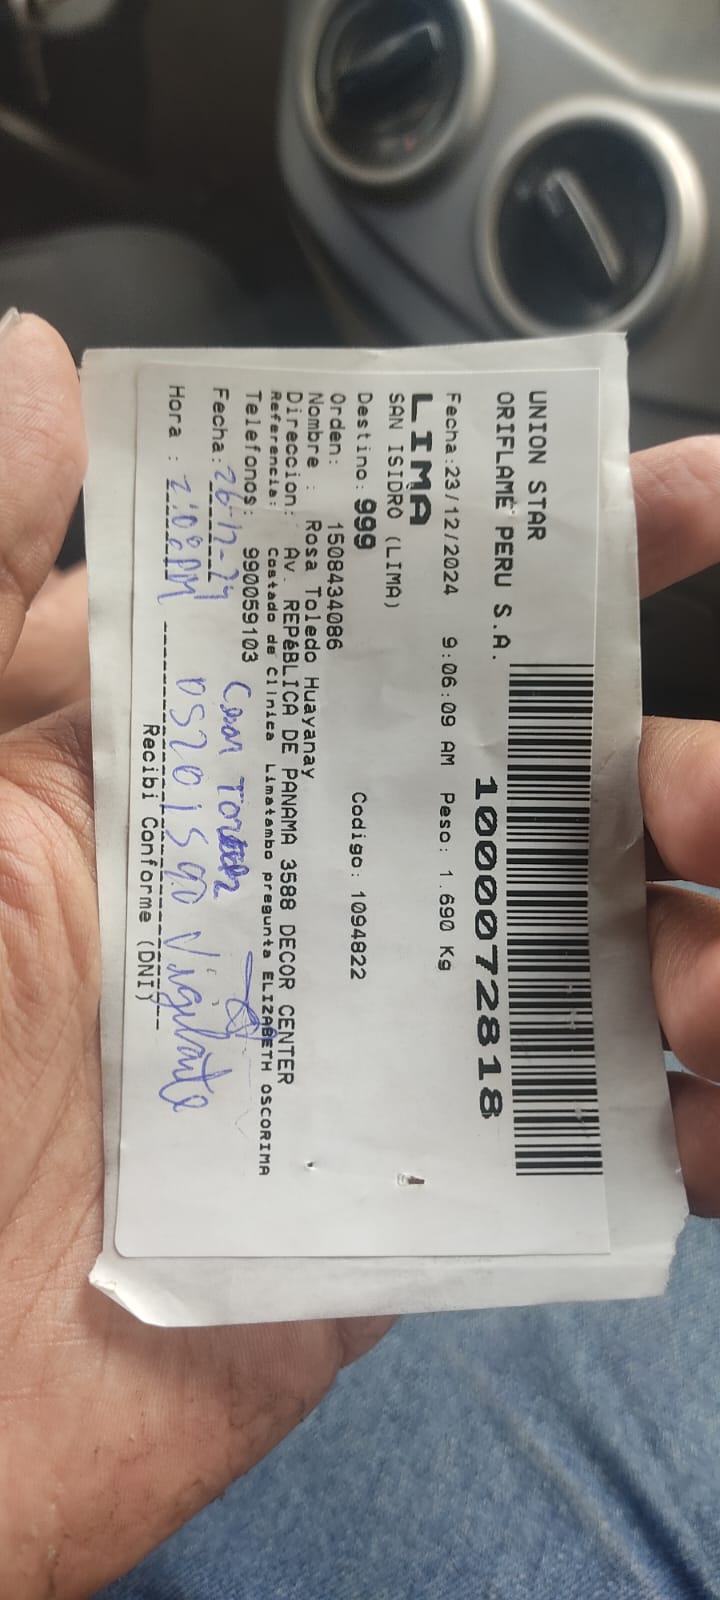 UNION STAR
ORIFLAME PERU S.A.
1000072818
Fecha:23/12/2024 9:06:09 AM Peso: 1.690 Kg
LIMA
SAN ISIDRO (LIMA)
Destino: 999 Codigo: 1094822
Orden: 1508434086
Nombre : Rosa Toledo Huayanay
Direccion: Av. REPéBLICA DE PANAMA 3588 DECOR CENTER
Referencia: Costado de Clinica Limatambo pregunta ELIZABETH OSCORIMA
Telefonos: 990059103
Fecha: 26-12-24
Hora : 2:08 PM Vigilante
Recibi Conforme (DNI)